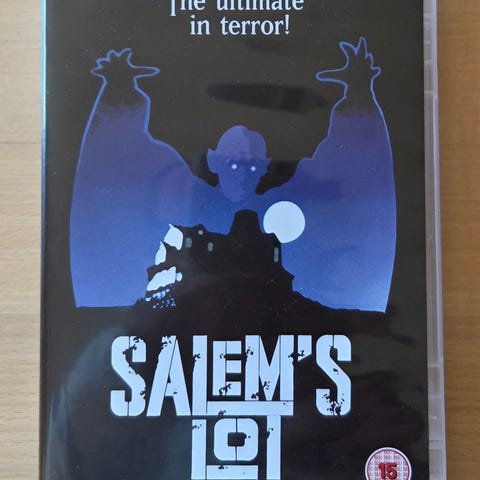 The ultimate
in terror!
SALEM'S
LOT
15